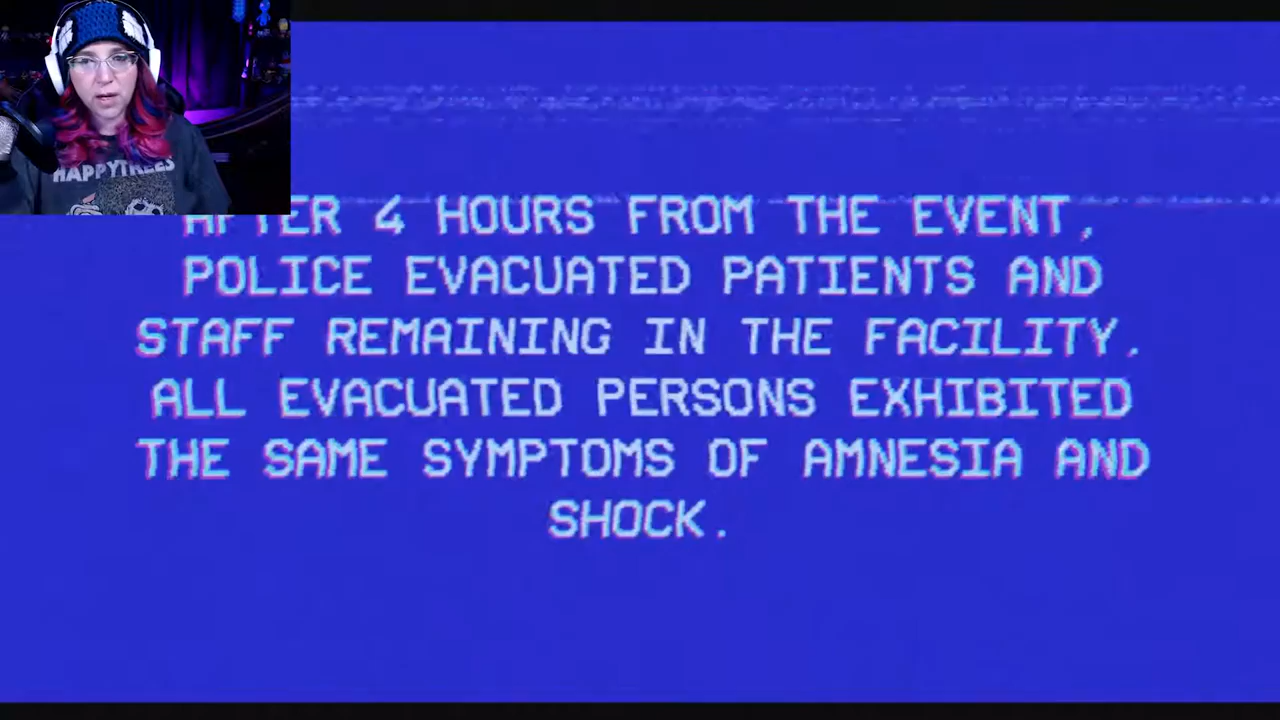 HAPPYTREES
AFTER 4 HOURS FROM THE EVENT,
POLICE EVACUATED PATIENTS AND
STAFF REMAINING IN THE FACILITY.
ALL EVACUATED PERSONS EXHIBITED
THE SAME SYMPTOMS OF AMNESIA AND
SHOCK.